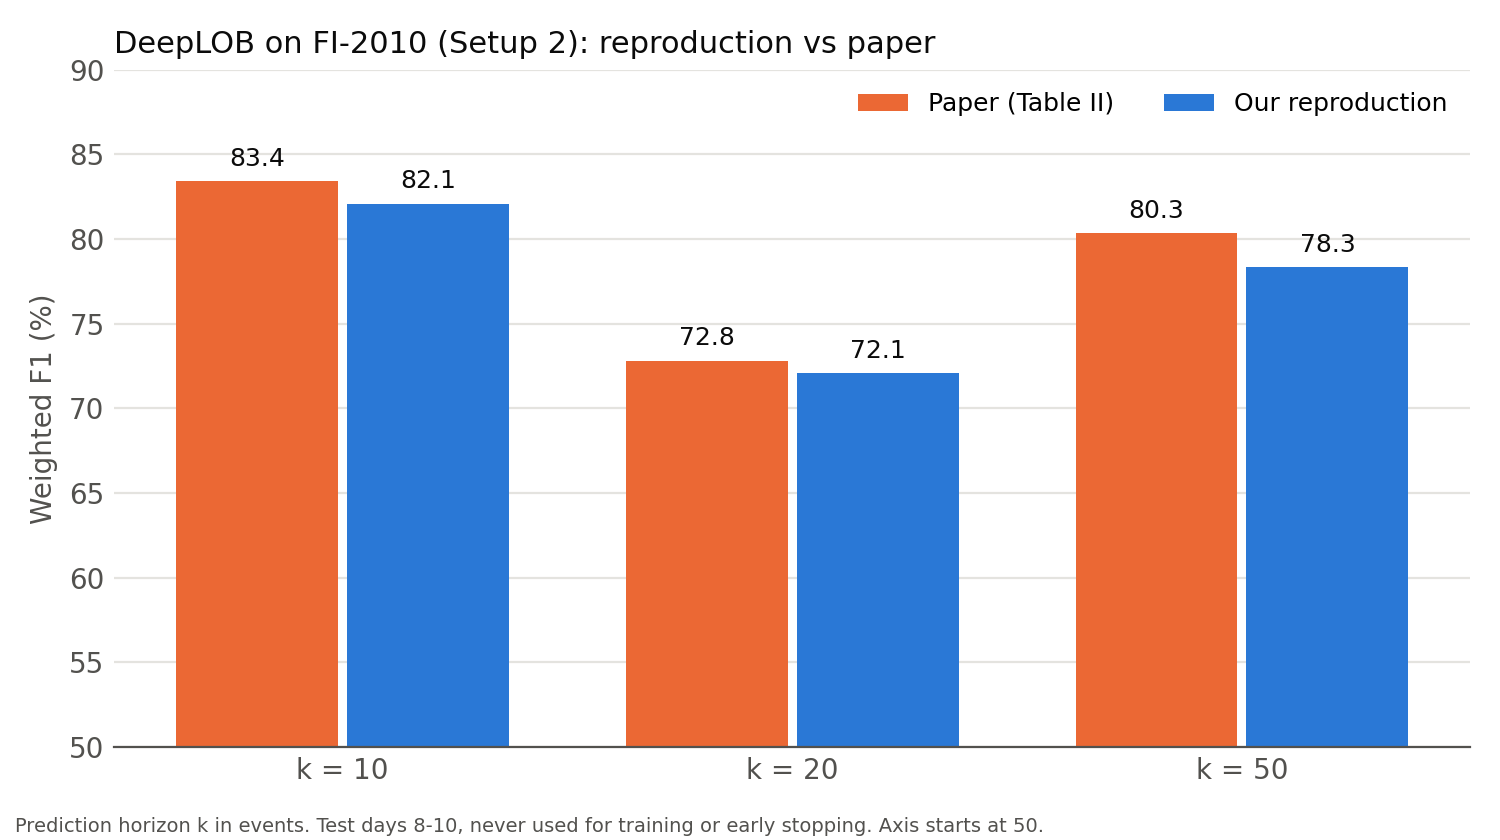 DeepLOB on FI-2010 (Setup 2): reproduction vs paper
Paper (Table II)
Our reproduction
Weighted F1 (%)
90
85
80
75
70
65
60
55
50
83.4
82.1
72.8
72.1
80.3
78.3
k = 10
k = 20
k = 50
Prediction horizon k in events. Test days 8-10, never used for training or early stopping. Axis starts at 50.